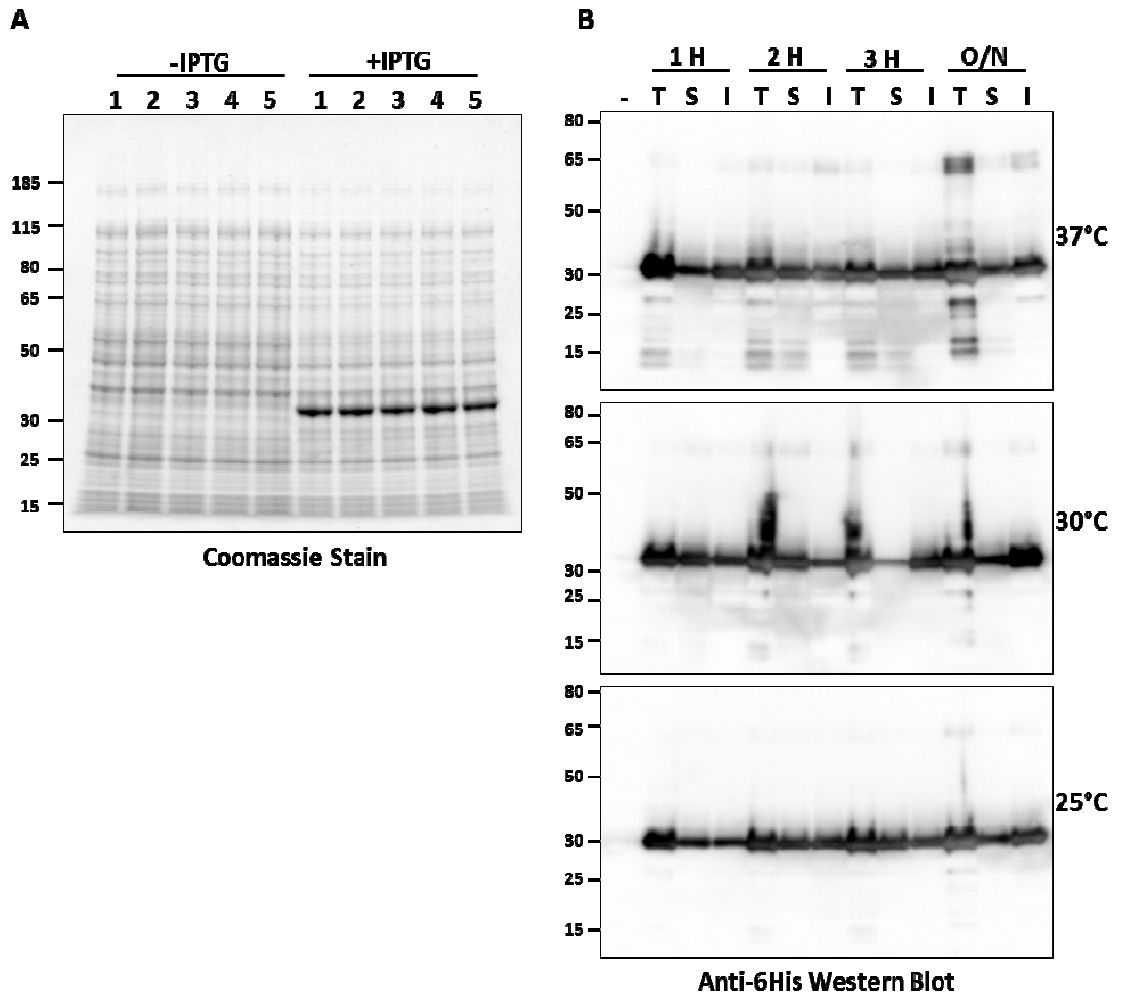 A
-IPTG +IPTG
1 2 3 4 5 1 2 3 4 5
185
115
80
65
50
30
25
15
Coomassie Stain
B
1 H 2 H 3 H O/N
- T S I T S I T S I T S I
80
65
50
30
25
15
37°C
80
65
50
30
25
15
30°C
80
65
50
30
25
15
25°C
Anti-6His Western Blot